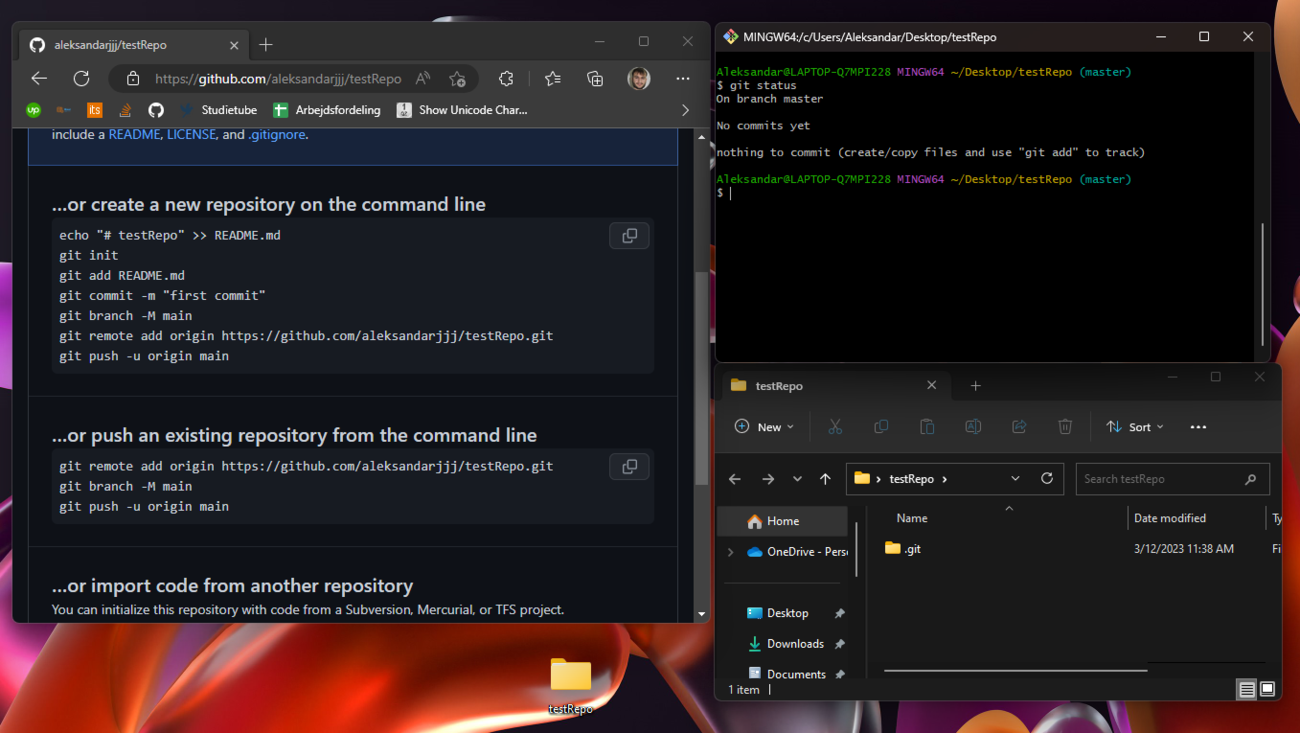 aleksandarjjj/testRepo
https://github.com/aleksandarjjj/testRepo
up
its
Studietube
Arbejdsfordeling
Show Unicode Char...
include a README, LICENSE, and .gitignore.
...or create a new repository on the command line
echo "# testRepo" >> README.md
git init
git add README.md
git commit -m "first commit"
git branch -M main
git remote add origin https://github.com/aleksandarjjj/testRepo.git
git push -u origin main
...or push an existing repository from the command line
git remote add origin https://github.com/aleksandarjjj/testRepo.git
git branch -M main
git push -u origin main
...or import code from another repository
You can initialize this repository with code from a Subversion, Mercurial, or TFS project.
MINGW64:/c/Users/Aleksandar/Desktop/testRepo
Aleksandar@LAPTOP-Q7MPI228 MINGW64 ~/Desktop/testRepo (master)
$ git status
On branch master
No commits yet
nothing to commit (create/copy files and use "git add" to track)
Aleksandar@LAPTOP-Q7MPI228 MINGW64 ~/Desktop/testRepo (master)
$
testRepo
New
Sort
testRepo
Search testRepo
Name
Date modified
Ty
Home
.git
3/12/2023 11:38 AM
Fi
OneDrive - Perso
Desktop
Downloads
Documents
1 item
testRepo